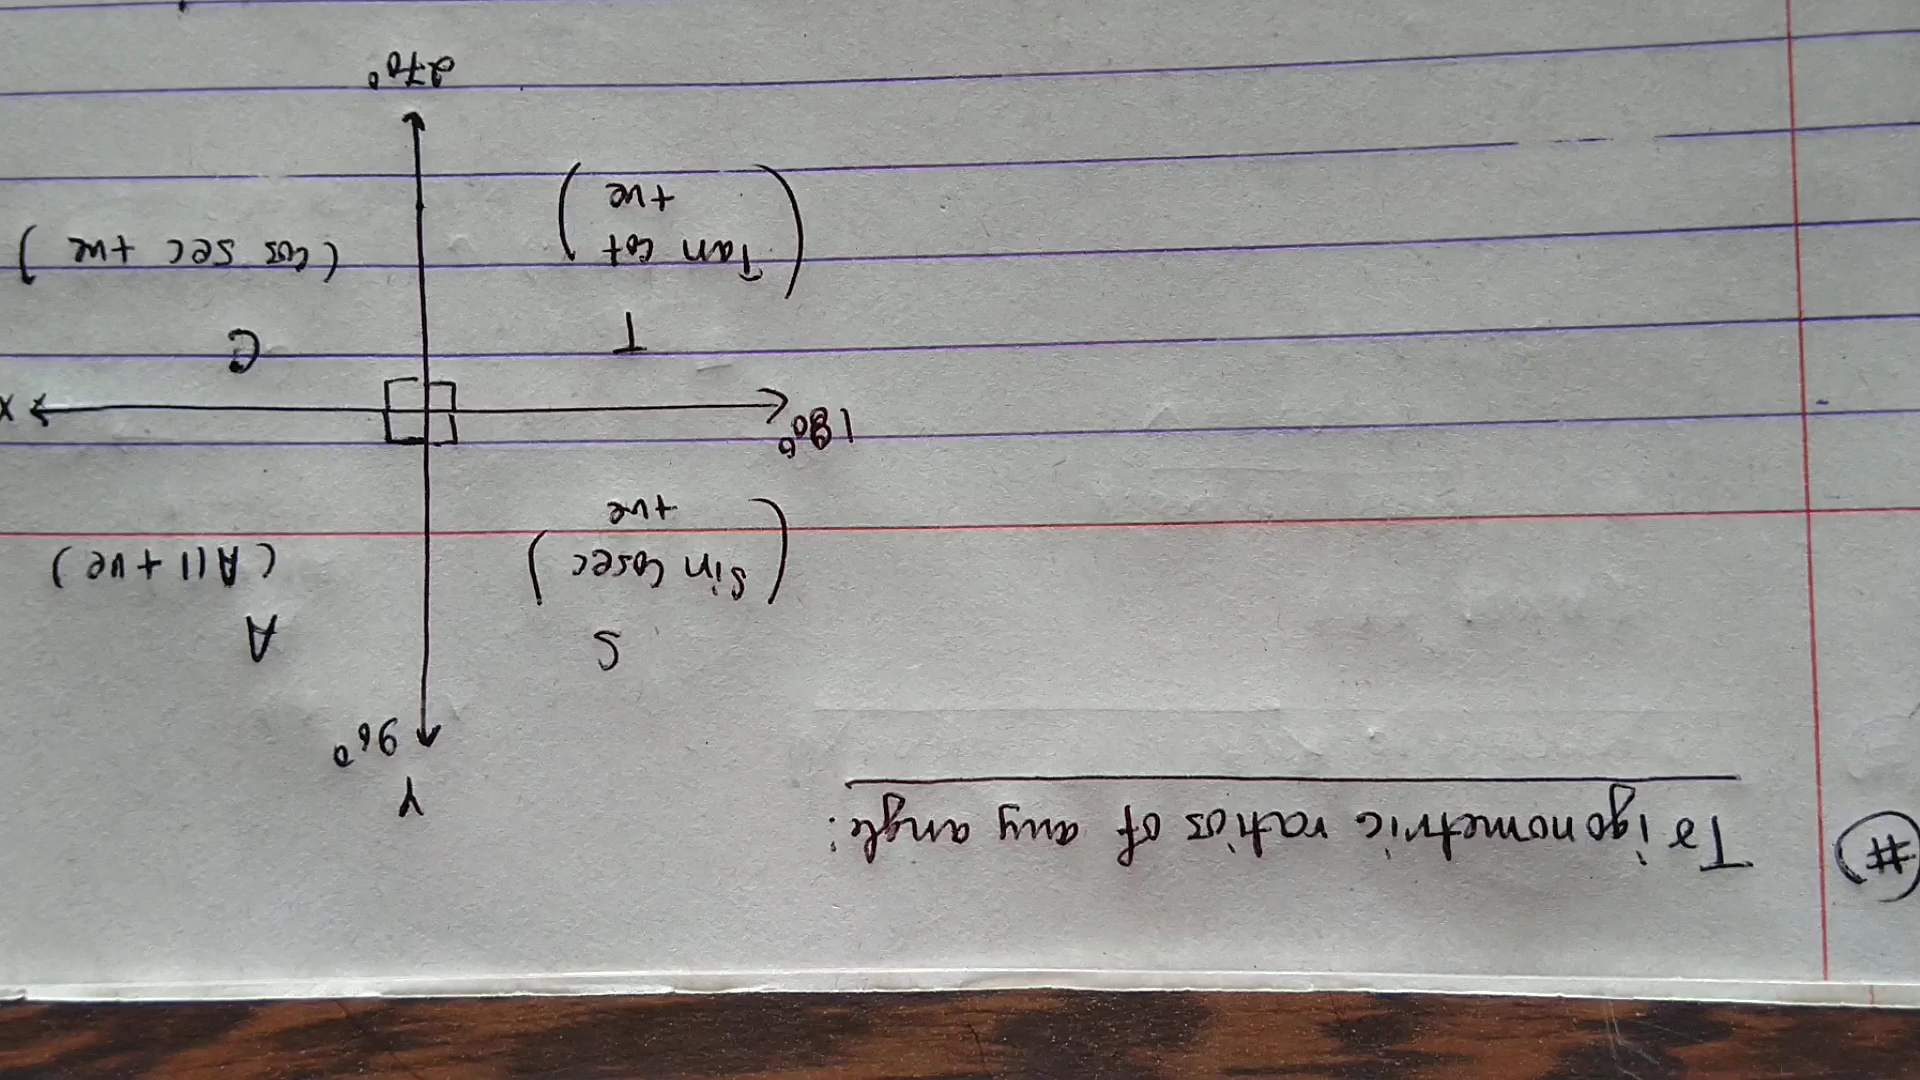 # Trigonometric ratios of any angle:
Y
90°
S
A
(Sin cosec
+ve)
(All +ve)
180°
X
T
C
(Tan cot
+ve)
(cos sec +ve)
270°